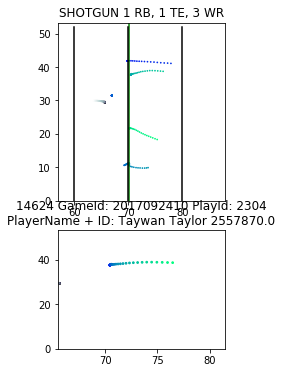 SHOTGUN 1 RB, 1 TE, 3 WR
50
40
30
20
10
0
60 70 80
14624 GameId: 2017092410 PlayId: 2304
PlayerName + ID: Taywan Taylor 2557870.0
40
20
0
70 75 80